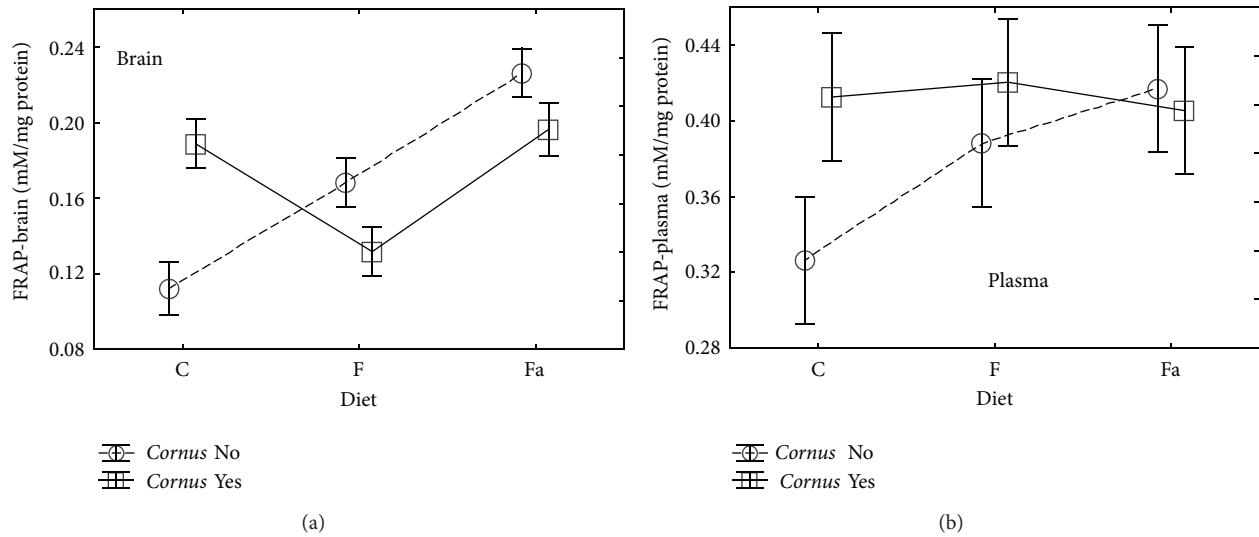 FRAP-brain (mM/mg protein)
Brain
0.24
0.20
0.16
0.12
0.08
C F Fa
Diet
Cornus No
Cornus Yes
(a)
FRAP-plasma (mM/mg protein)
0.44
0.40
0.36
0.32
0.28
Plasma
C F Fa
Diet
Cornus No
Cornus Yes
(b)